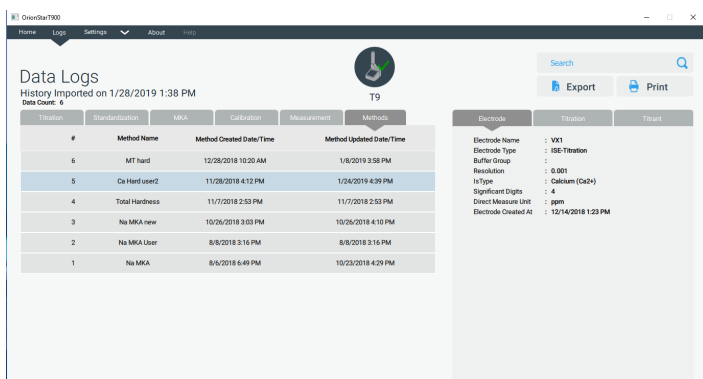 OrionStarT900
Home Logs Settings About Help
Data Logs
History Imported on 1/28/2019 1:38 PM
Data Count: 6
T9
Search
Export Print
Titration Standardization MKA Calibration Measurement Methods
# Method Name Method Created Date/Time Method Updated Date/Time
6 MT hard 12/28/2018 10:20 AM 1/8/2019 3:58 PM
5 Ca Hard user2 11/28/2018 4:12 PM 1/24/2019 4:39 PM
4 Total Hardness 11/7/2018 2:53 PM 11/7/2018 2:53 PM
3 Na MKA new 10/26/2018 3:03 PM 10/26/2018 4:10 PM
2 Na MKA User 8/8/2018 3:16 PM 8/8/2018 3:16 PM
1 Na MKA 8/6/2018 6:49 PM 10/23/2018 4:29 PM
Electrode Titration Titrant
Electrode Name : VX1
Electrode Type : ISE-Titration
Buffer Group :
Resolution : 0.001
IsType : Calcium (Ca2+)
Significant Digits : 4
Direct Measure Unit : ppm
Electrode Created At : 12/14/2018 1:23 PM